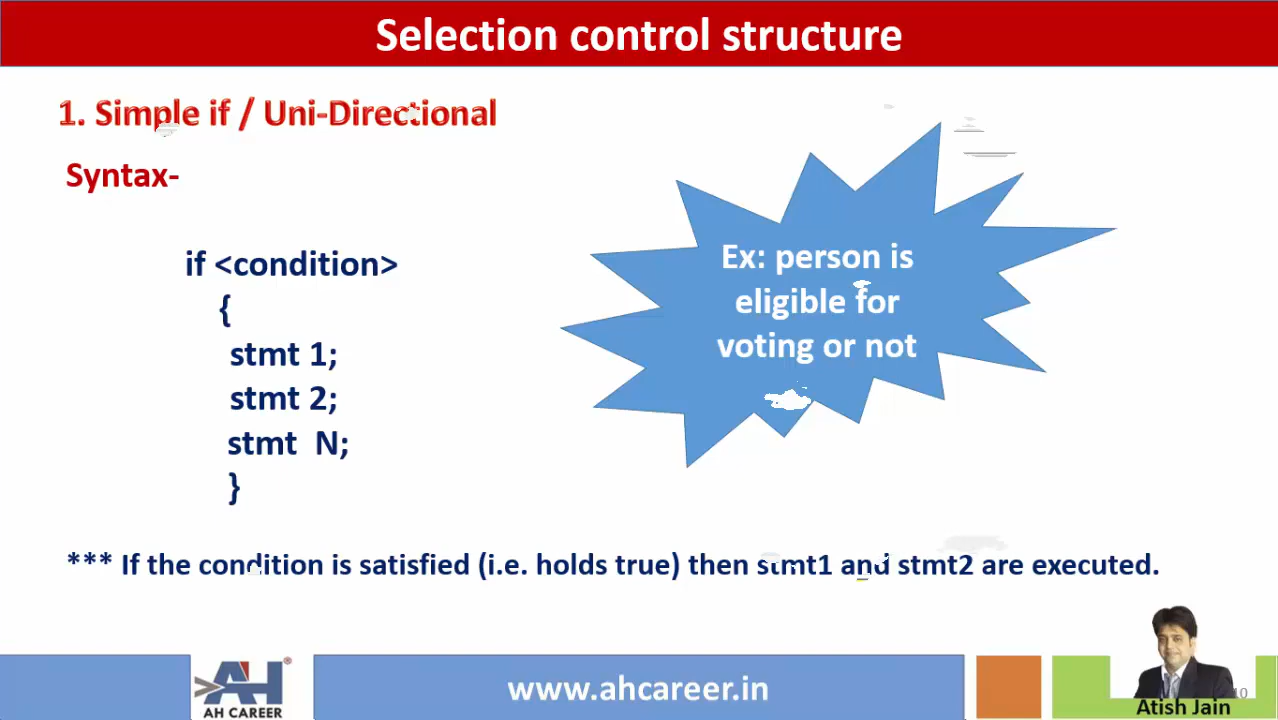 Selection control structure
1. Simple if / Uni-Directional
Syntax-
if <condition>
{
stmt 1;
stmt 2;
stmt N;
}
Ex: person is
eligible for
voting or not
*** If the condition is satisfied (i.e. holds true) then stmt1 and stmt2 are executed.
AH
®
AH CAREER
www.ahcareer.in
10
Atish Jain